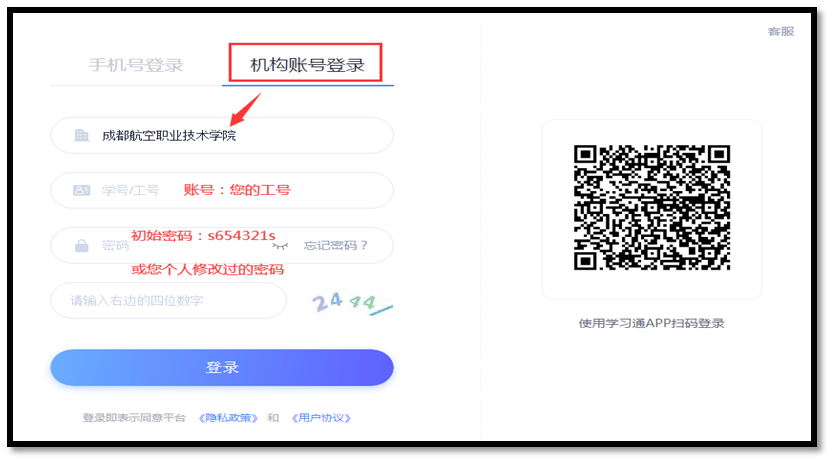 客服
手机号登录
机构账号登录
成都航空职业技术学院
学号/工号
账号：您的工号
初始密码：s654321s
密码
忘记密码？
或您个人修改过的密码
请输入右边的四位数字
2444
登录
登录即表示同意平台 《隐私政策》 和 《用户协议》
使用学习通APP扫码登录